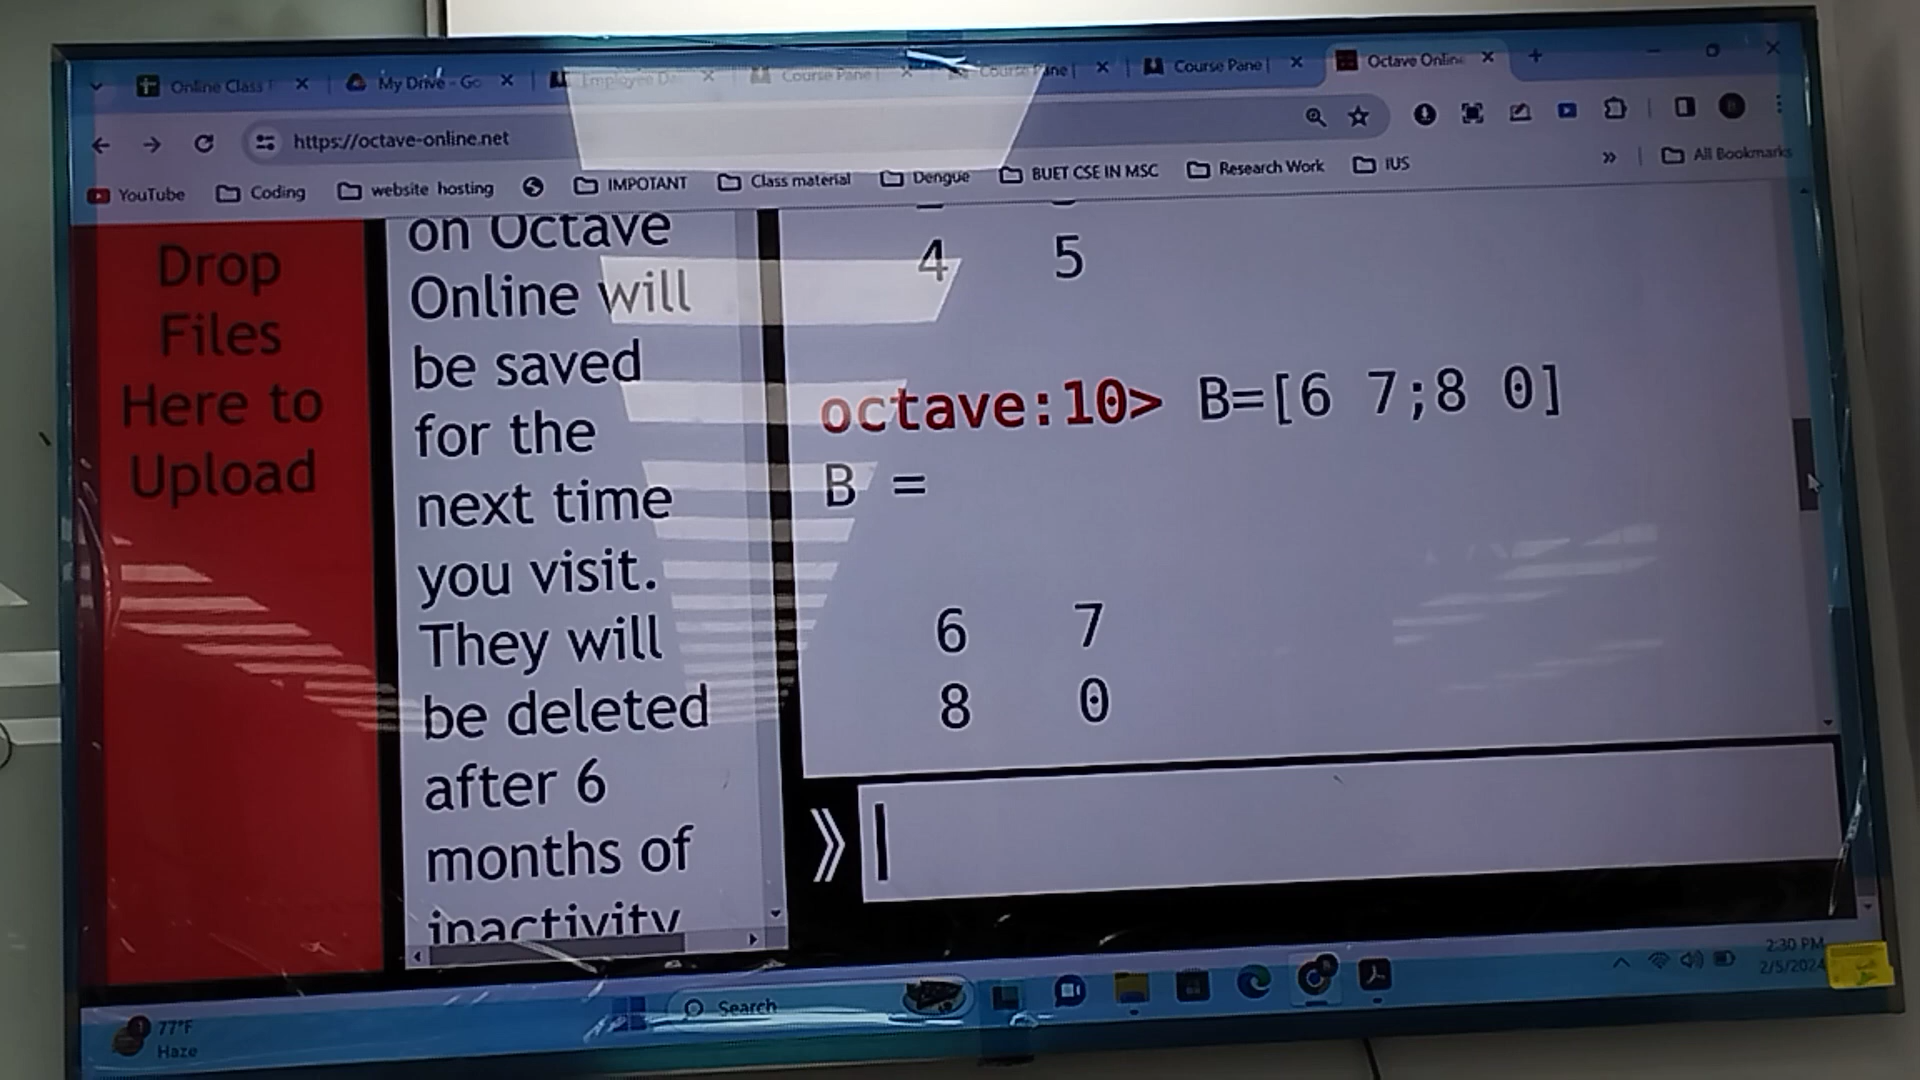 Online Class
My Drive - Go
Employee Da
Course Pane |
Course Pane |
Course Pane |
Octave Online
https://octave-online.net
YouTube
Coding
website hosting
IMPOTANT
Class material
Dengue
BUET CSE IN MSC
Research Work
IUS
All Bookmarks
Drop
Files
Here to
Upload
on Octave
Online will
be saved
for the
next time
you visit.
They will
be deleted
after 6
months of
inactivity
4 5
octave:10> B=[6 7;8 0]
B =
6 7
8 0
77°F
Haze
Search
2:30 PM
2/5/2024